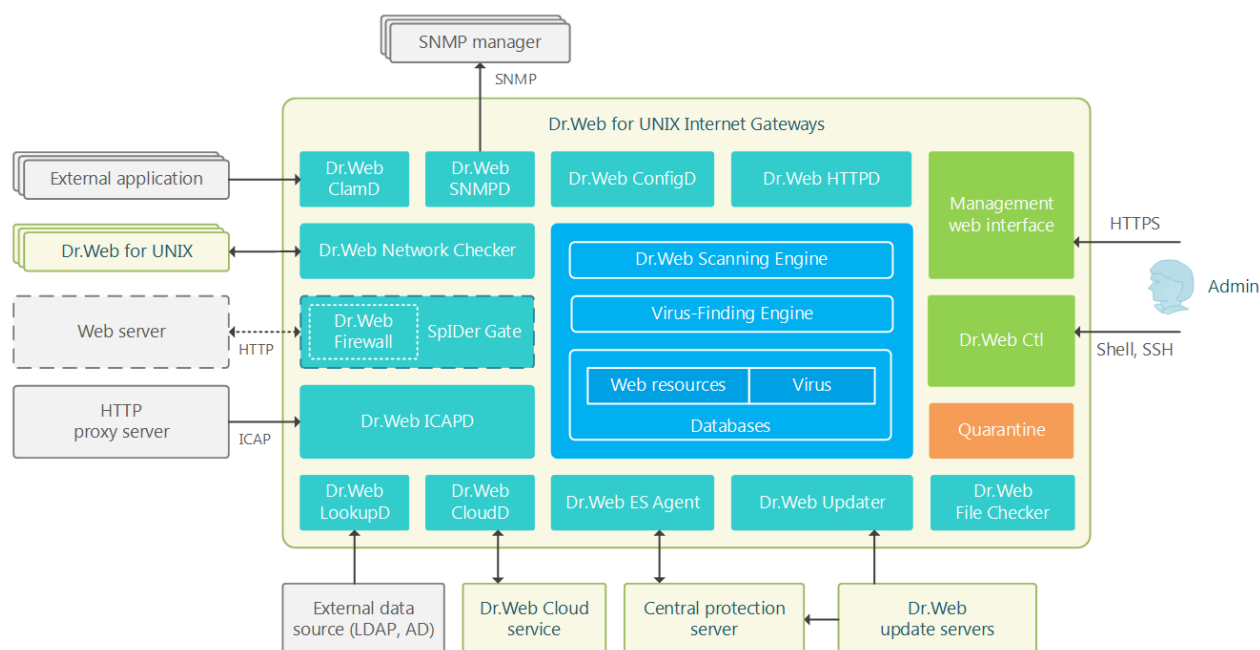 SNMP manager
SNMP
Dr.Web for UNIX Internet Gateways
External application
Dr.Web
ClamD
Dr.Web
SNMPD
Dr.Web ConfigD
Dr.Web HTTPD
Management
web interface
HTTPS
Dr.Web for UNIX
Dr.Web Network Checker
Dr.Web Scanning Engine
Admin
Web server
HTTP
Dr.Web
Firewall
SpIDer Gate
Virus-Finding Engine
Dr.Web Ctl
Shell, SSH
Web resources
Virus
Databases
HTTP
proxy server
ICAP
Dr.Web ICAPD
Quarantine
Dr.Web
LookupD
Dr.Web
CloudD
Dr.Web ES Agent
Dr.Web Updater
Dr.Web
File Checker
External data
source (LDAP, AD)
Dr.Web Cloud
service
Central protection
server
Dr.Web
update servers